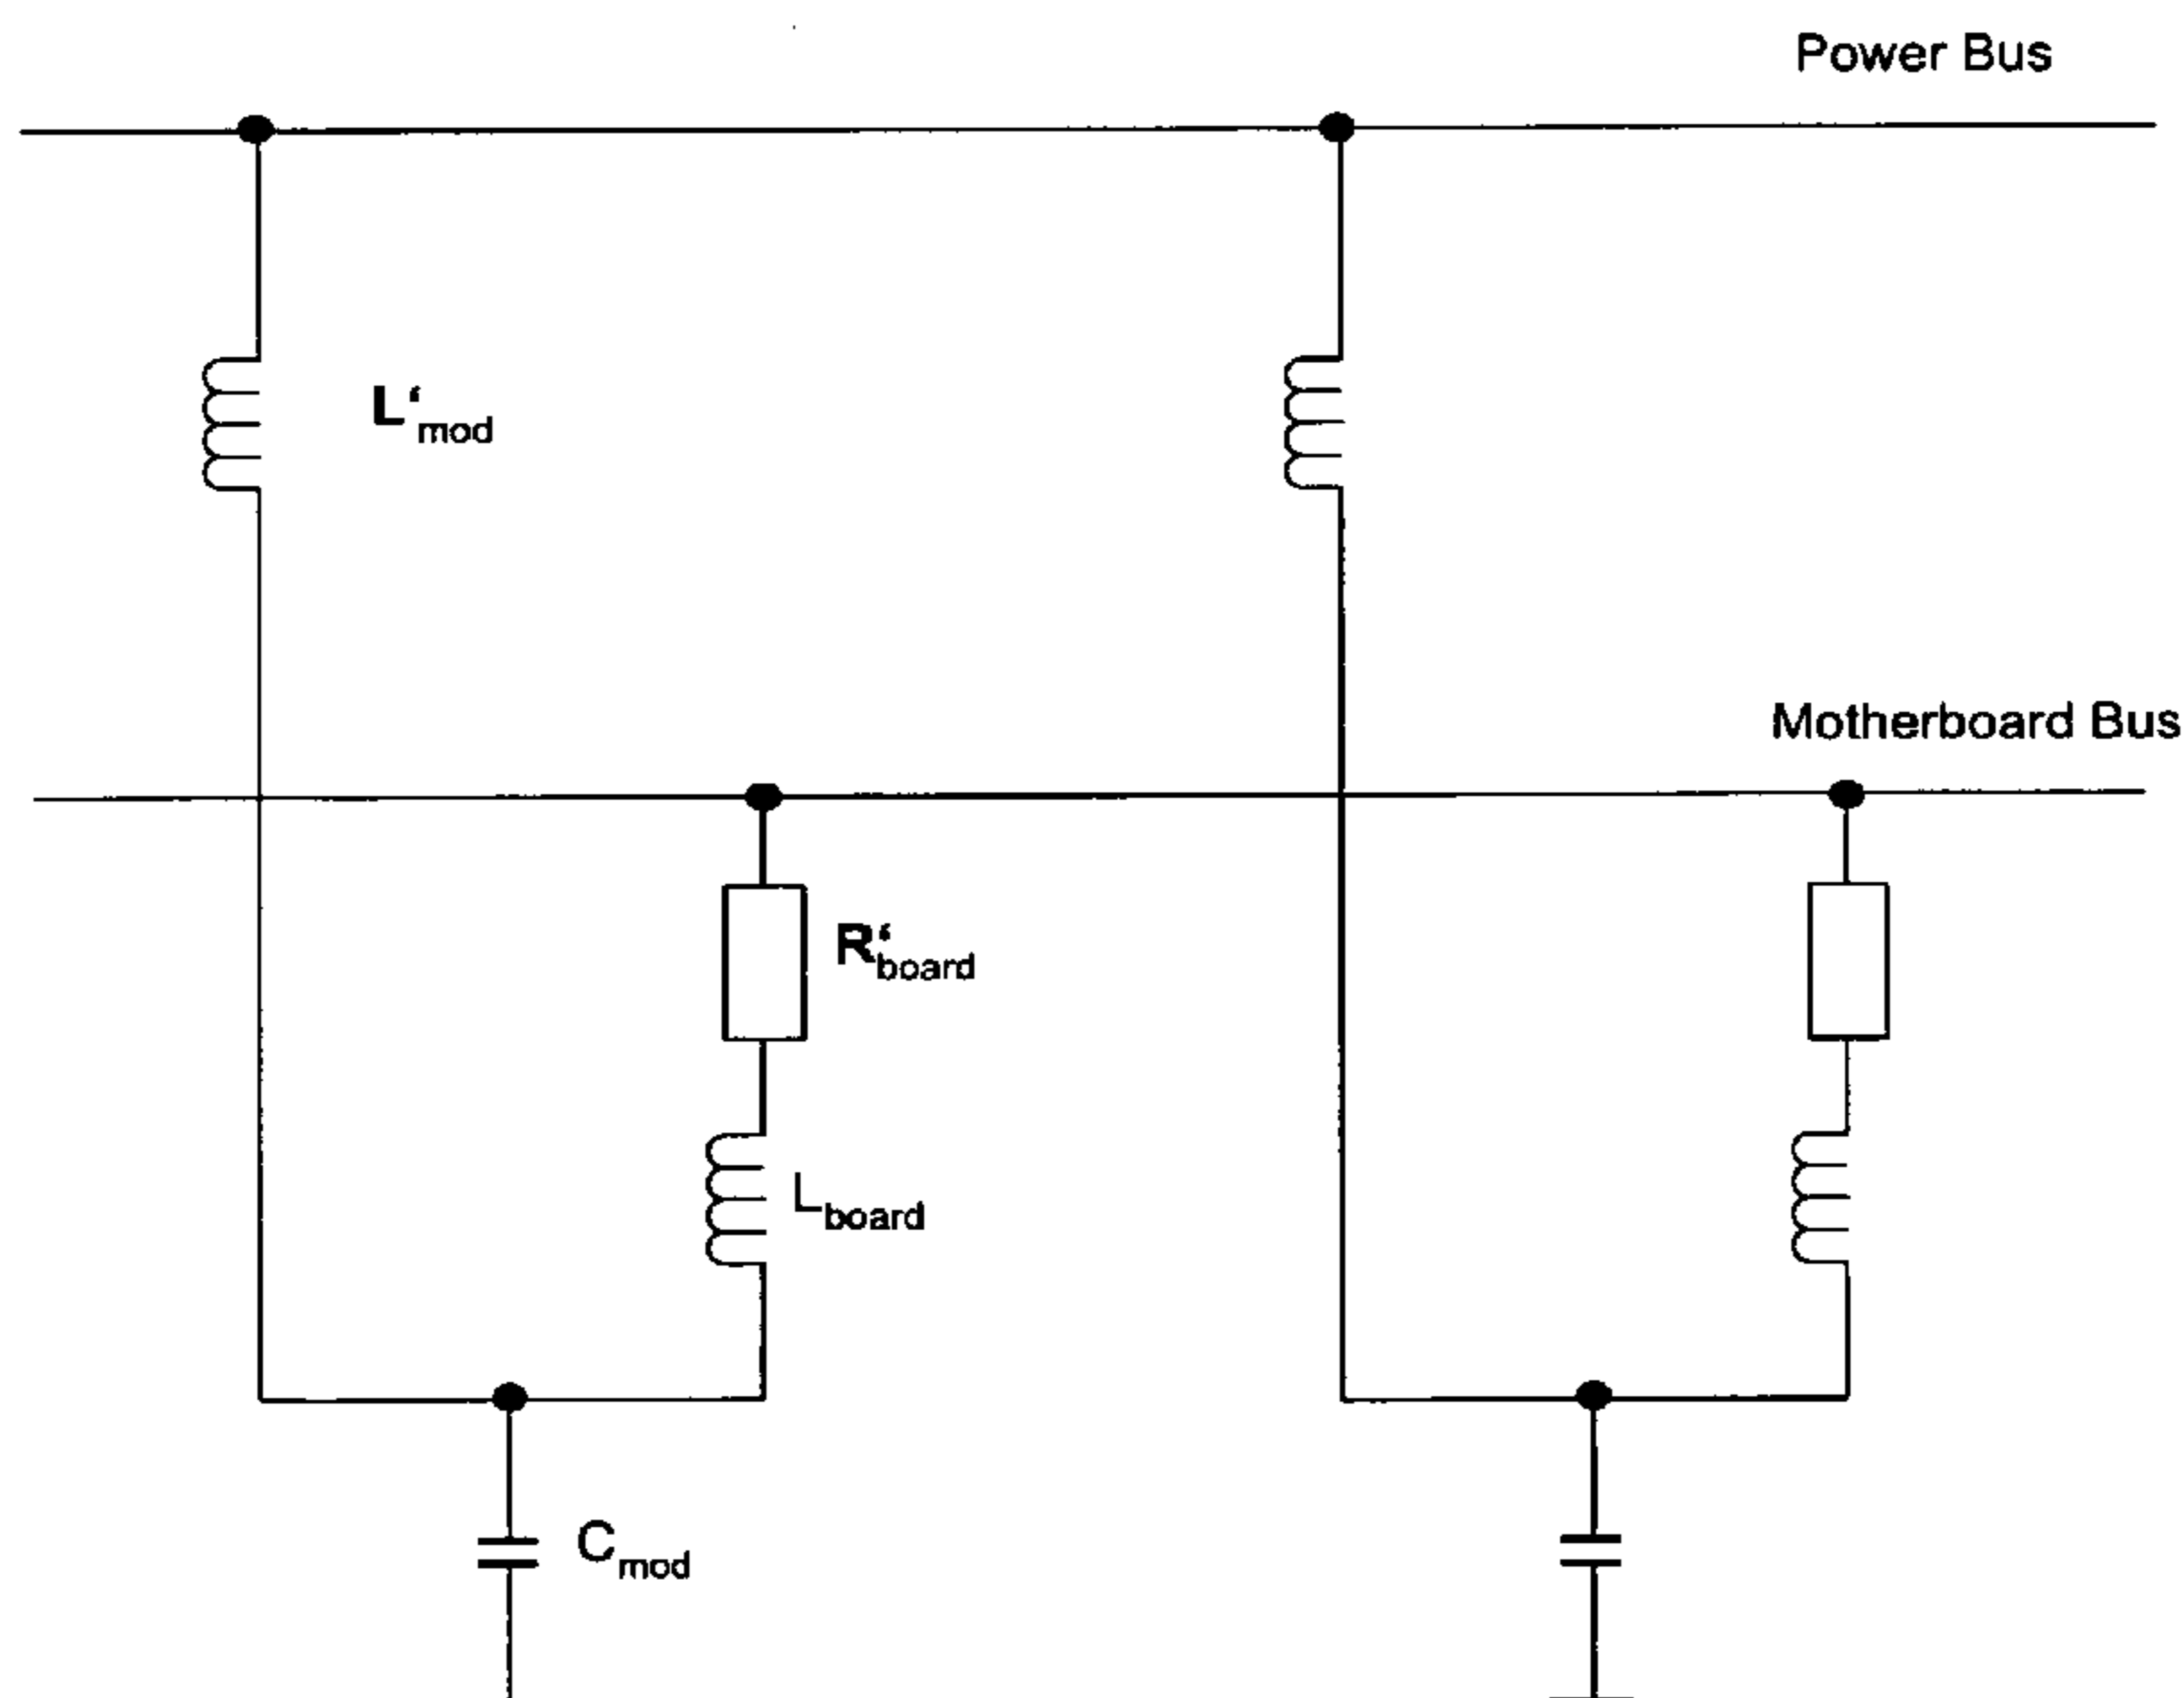 Power Bus
L‘mod
Motherboard Bus
R‘board
Lboard
Cmod